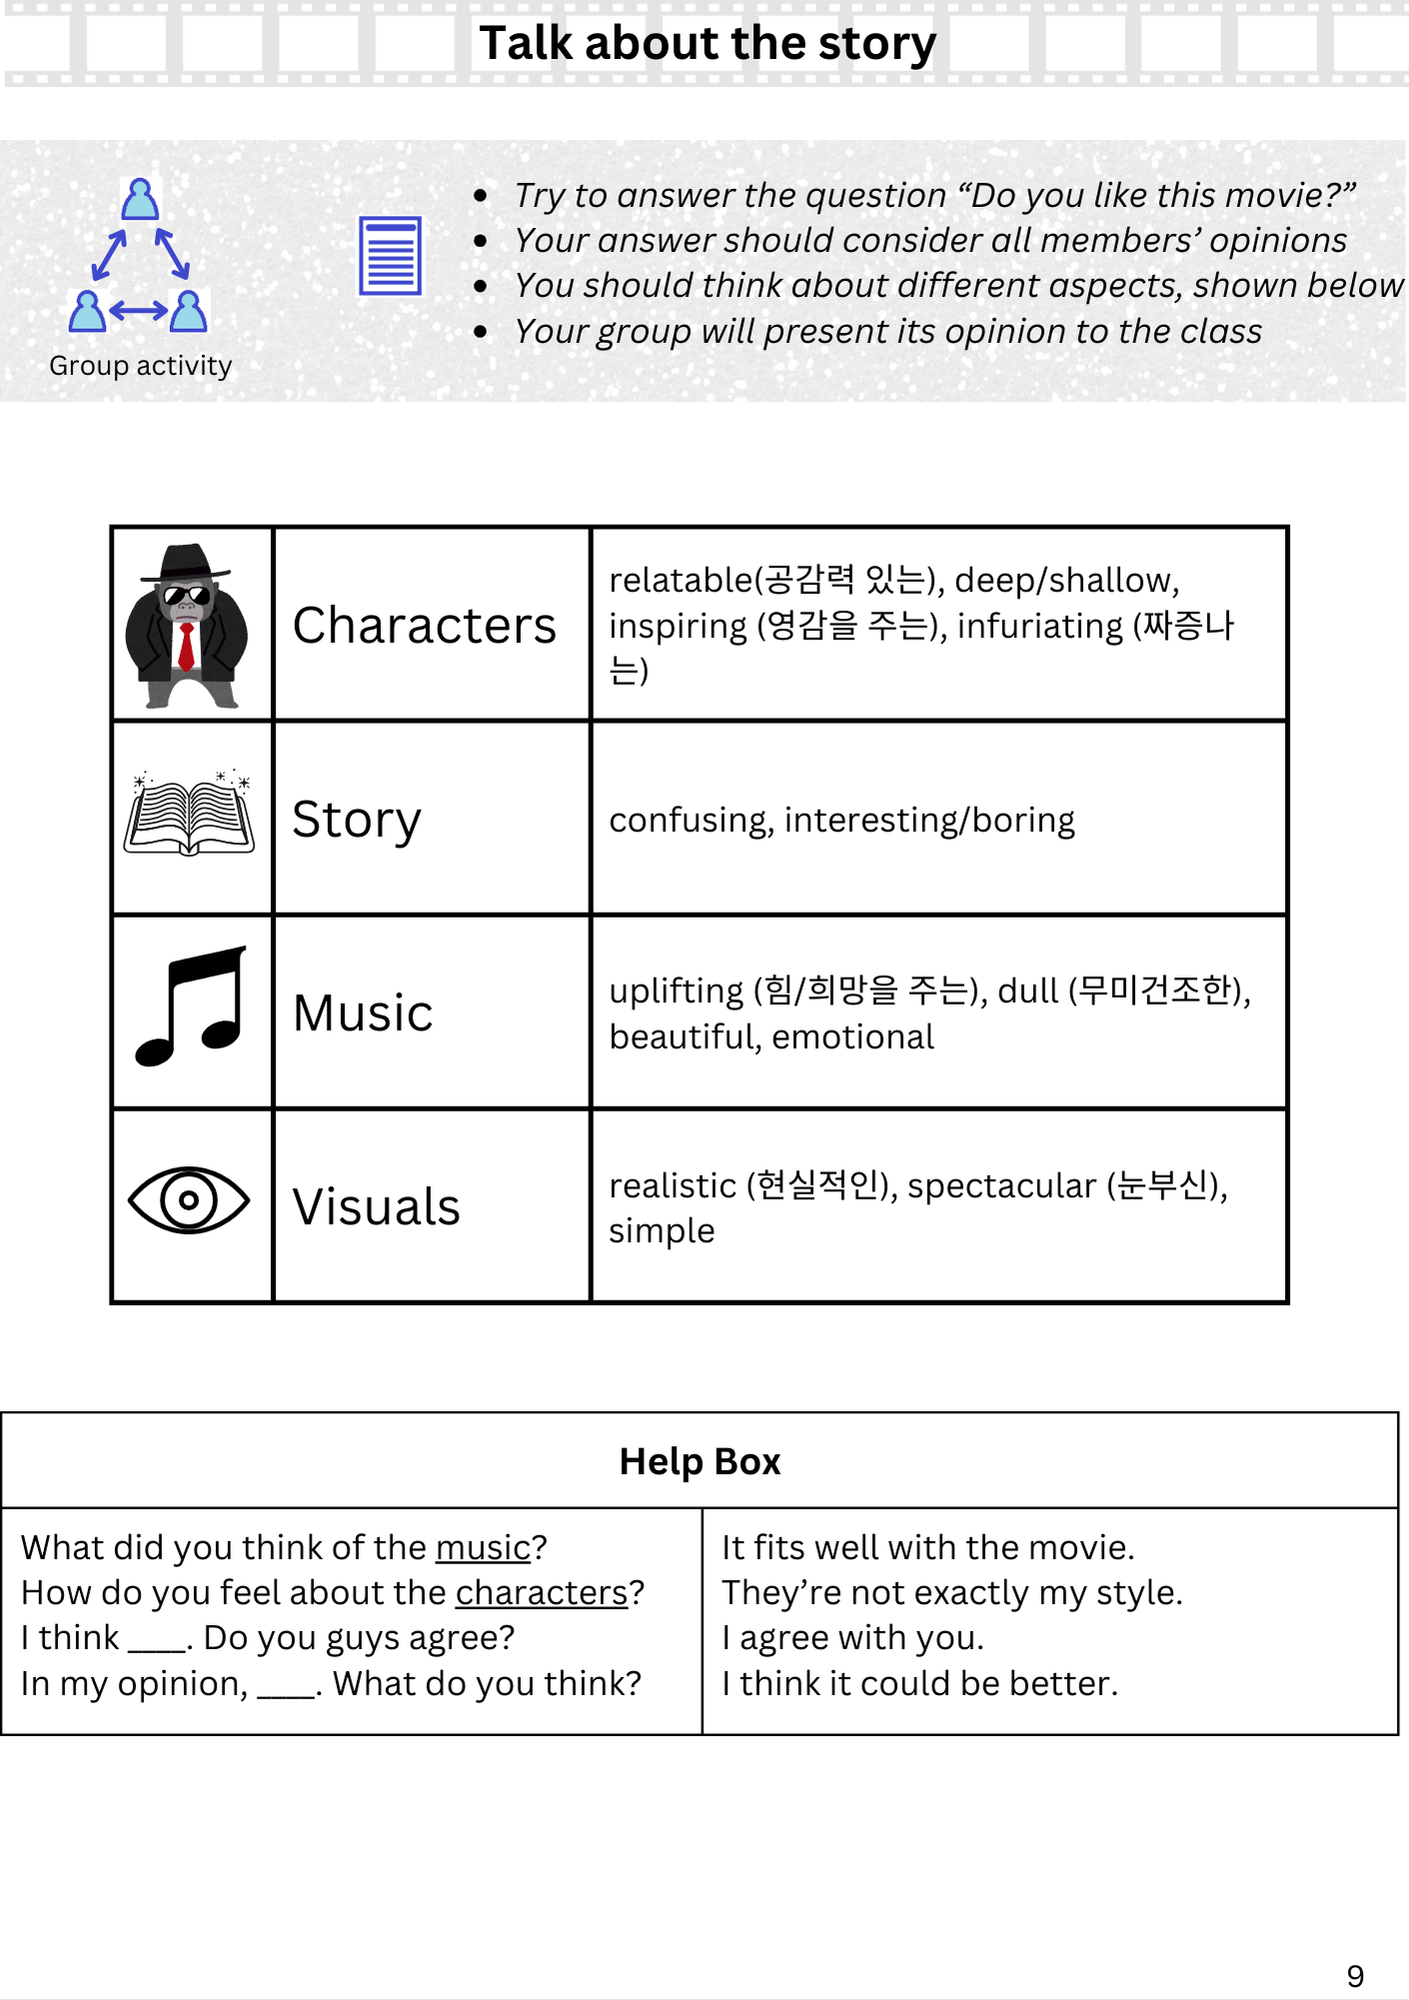 Talk about the story
Group activity
• Try to answer the question “Do you like this movie?”
• Your answer should consider all members’ opinions
• You should think about different aspects, shown below
• Your group will present its opinion to the class
Characters
relatable(공감력 있는), deep/shallow,
inspiring (영감을 주는), infuriating (짜증나
는)
Story
confusing, interesting/boring
Music
uplifting (힘/희망을 주는), dull (무미건조한),
beautiful, emotional
Visuals
realistic (현실적인), spectacular (눈부신),
simple
Help Box
What did you think of the music?
How do you feel about the characters?
I think ___. Do you guys agree?
In my opinion, ___. What do you think?
It fits well with the movie.
They’re not exactly my style.
I agree with you.
I think it could be better.
9